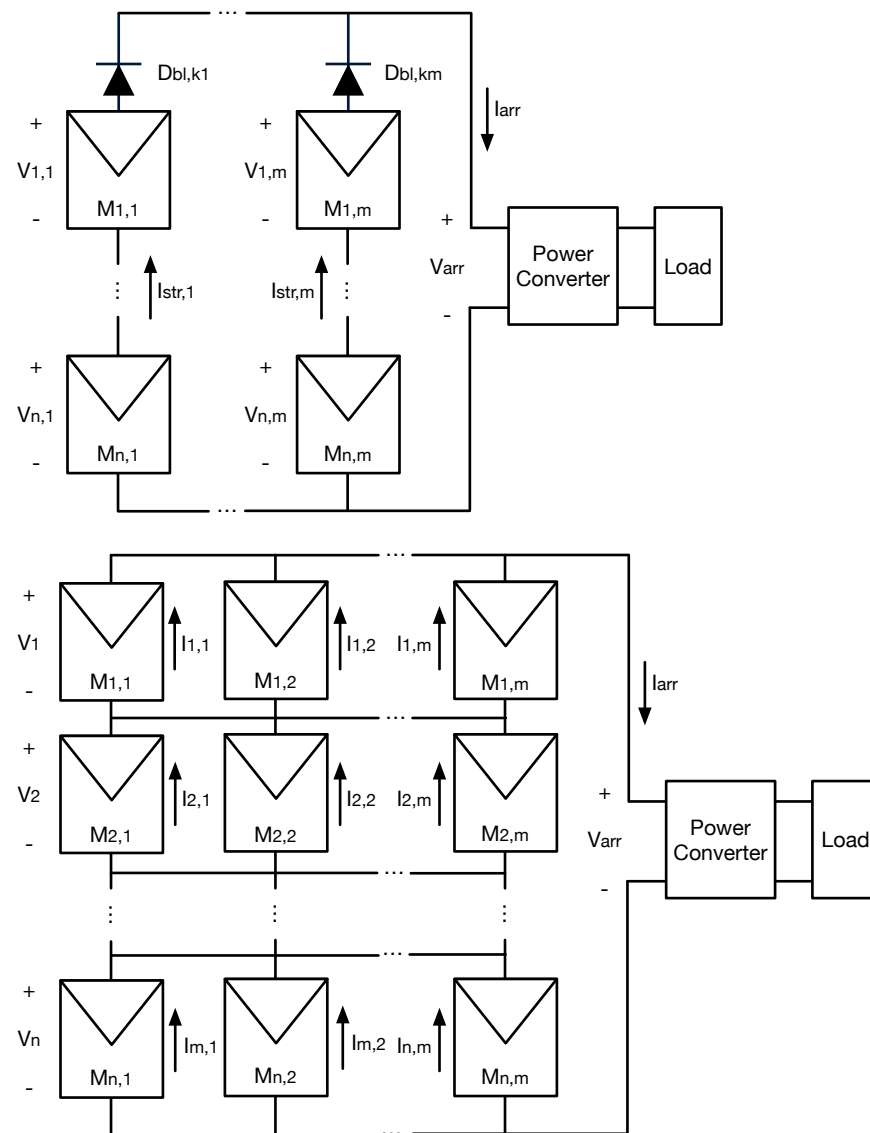 ...
Dbl,k1
Dbl,km
Iarr
+
V1,1
-
M1,1
+
V1,m
-
M1,m
+
Varr
-
Power
Converter
Load
...
Istr,1
Istr,m
...
+
Vn,1
-
Mn,1
+
Vn,m
-
Mn,m
...
...
+
V1
-
M1,1
I1,1
M1,2
I1,2
I1,m
M1,m
Iarr
...
+
V2
-
M2,1
I2,1
M2,2
I2,2
I2,m
M2,m
+
Varr
-
Power
Converter
Load
...
...
...
...
...
+
Vn
-
Mn,1
Im,1
Mn,2
Im,2
In,m
Mn,m
...